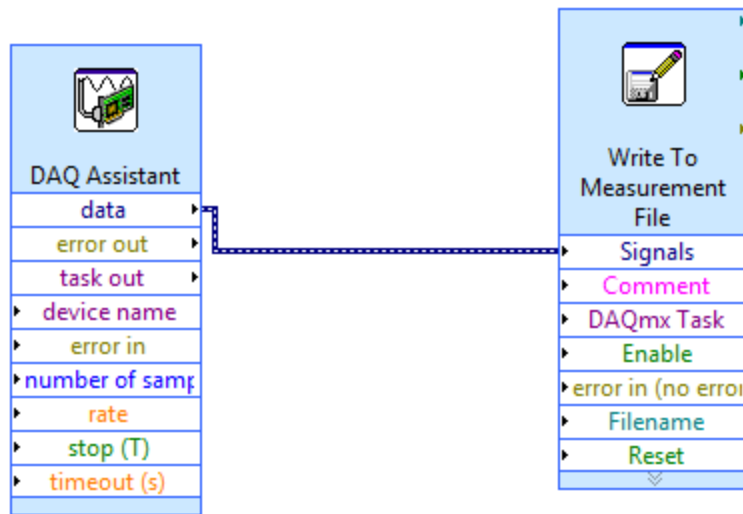 DAQ Assistant
data
error out
task out
device name
error in
number of samp
rate
stop (T)
timeout (s)
Write To
Measurement
File
Signals
Comment
DAQmx Task
Enable
error in (no error
Filename
Reset